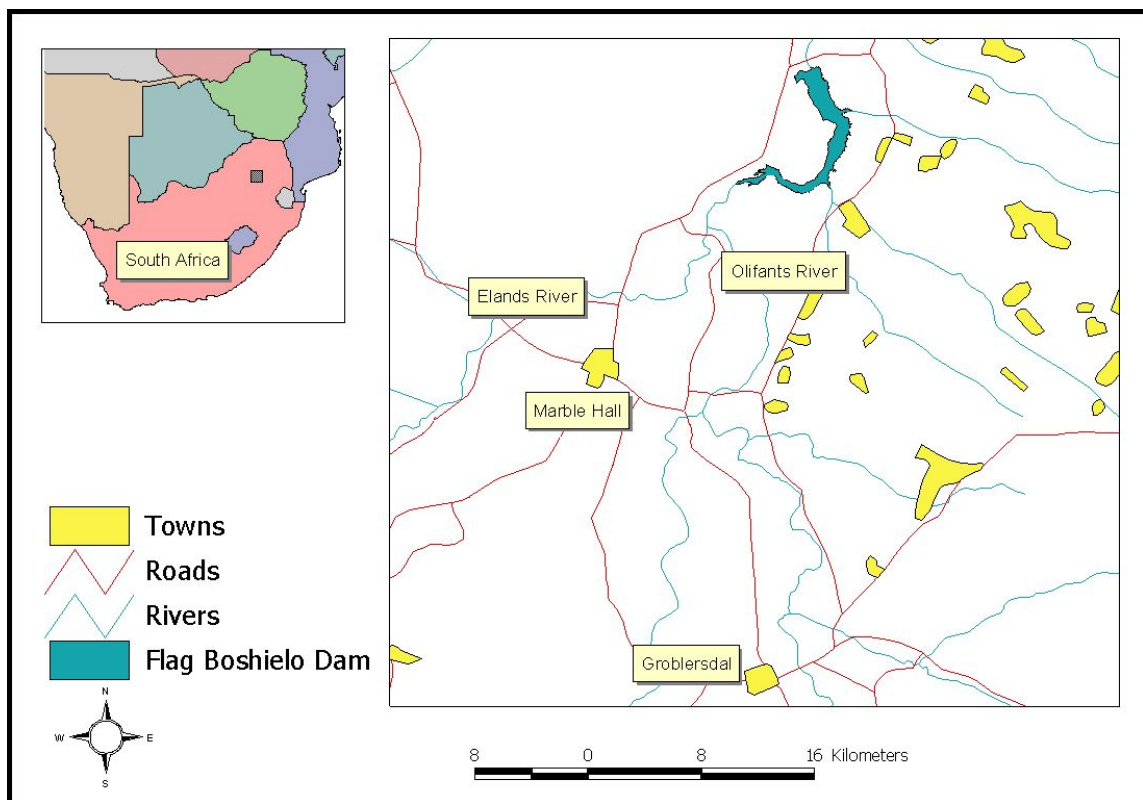 South Africa
Elands River
Olifants River
Marble Hall
Groblersdal
Towns
Roads
Rivers
Flag Boshielo Dam
N
W E
S
8 0 8 16 Kilometers